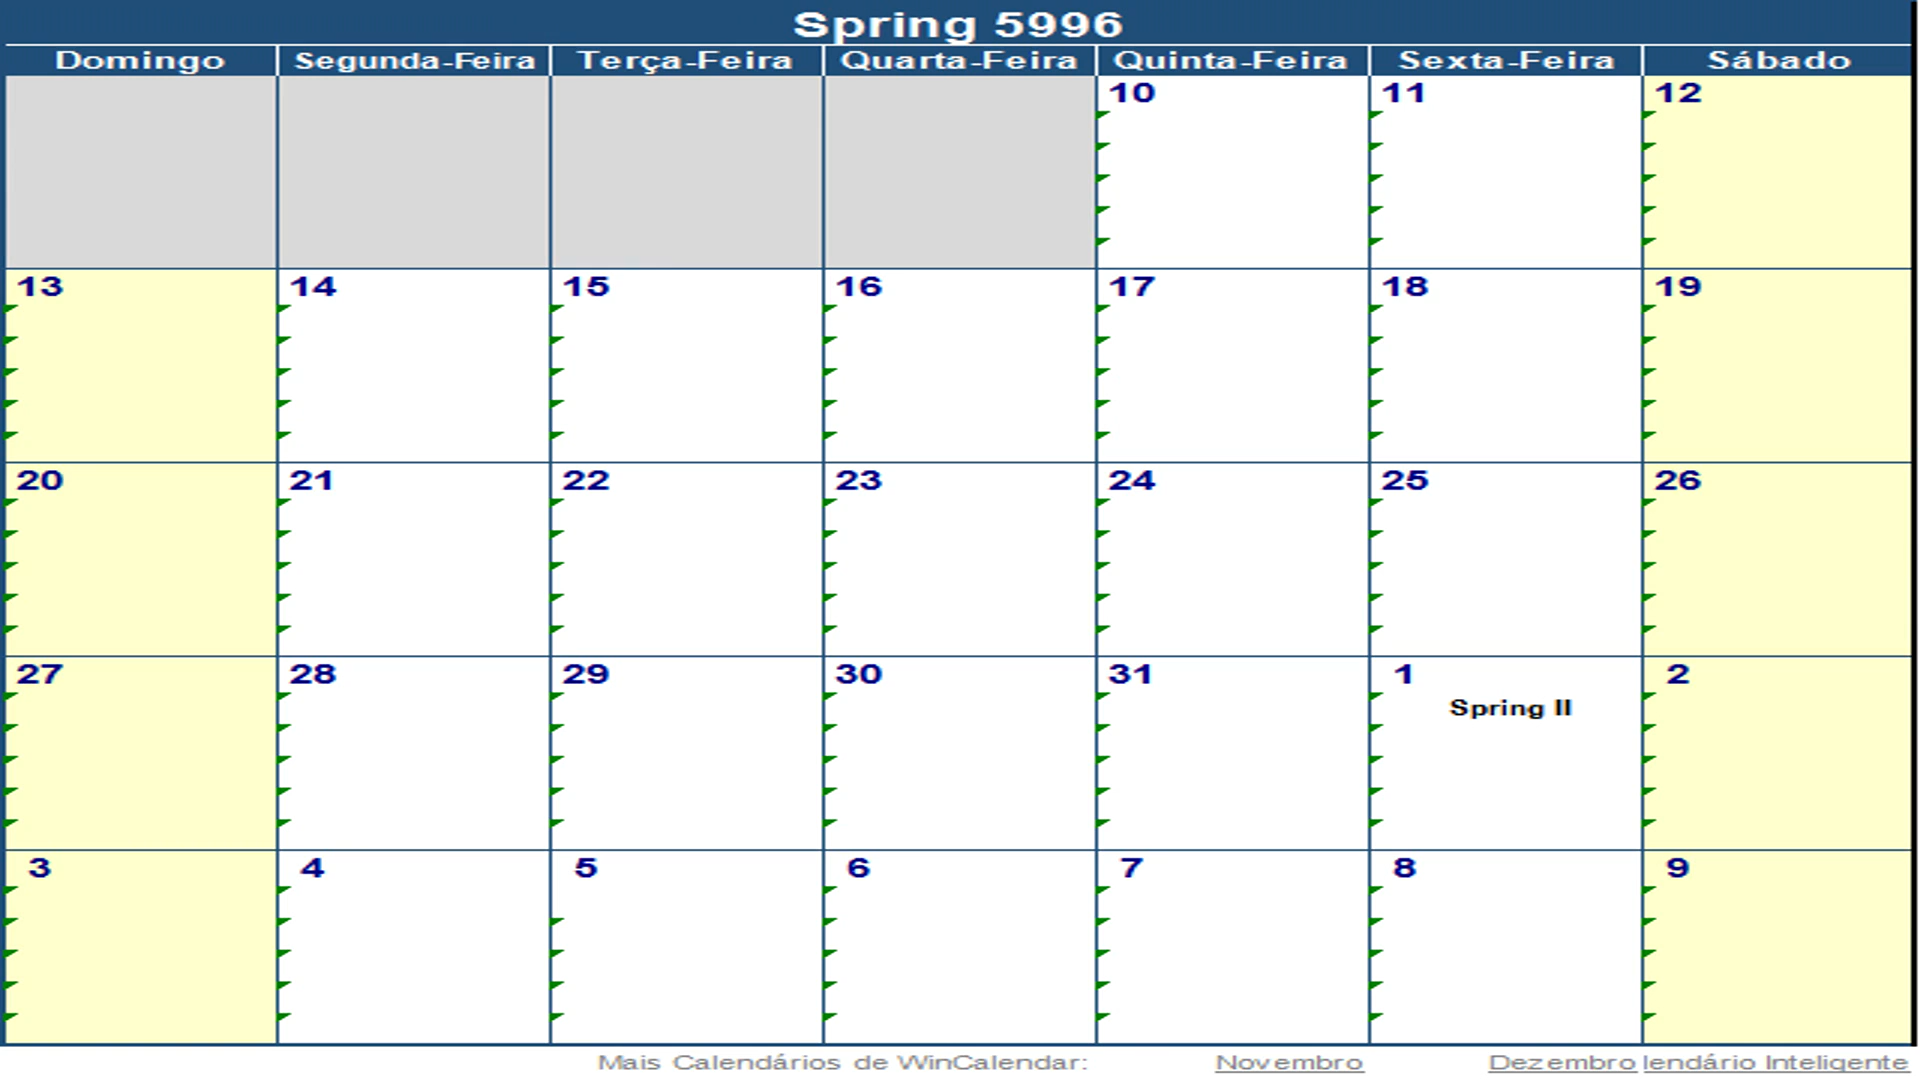 Spring 5996
Domingo Segunda-Feira Terça-Feira Quarta-Feira Quinta-Feira Sexta-Feira Sábado
10 11 12
13 14 15 16 17 18 19
20 21 22 23 24 25 26
27 28 29 30 31 1 2
Spring II
3 4 5 6 7 8 9
Mais Calendários de WinCalendar: Novembro Dezembro lendário Inteligente